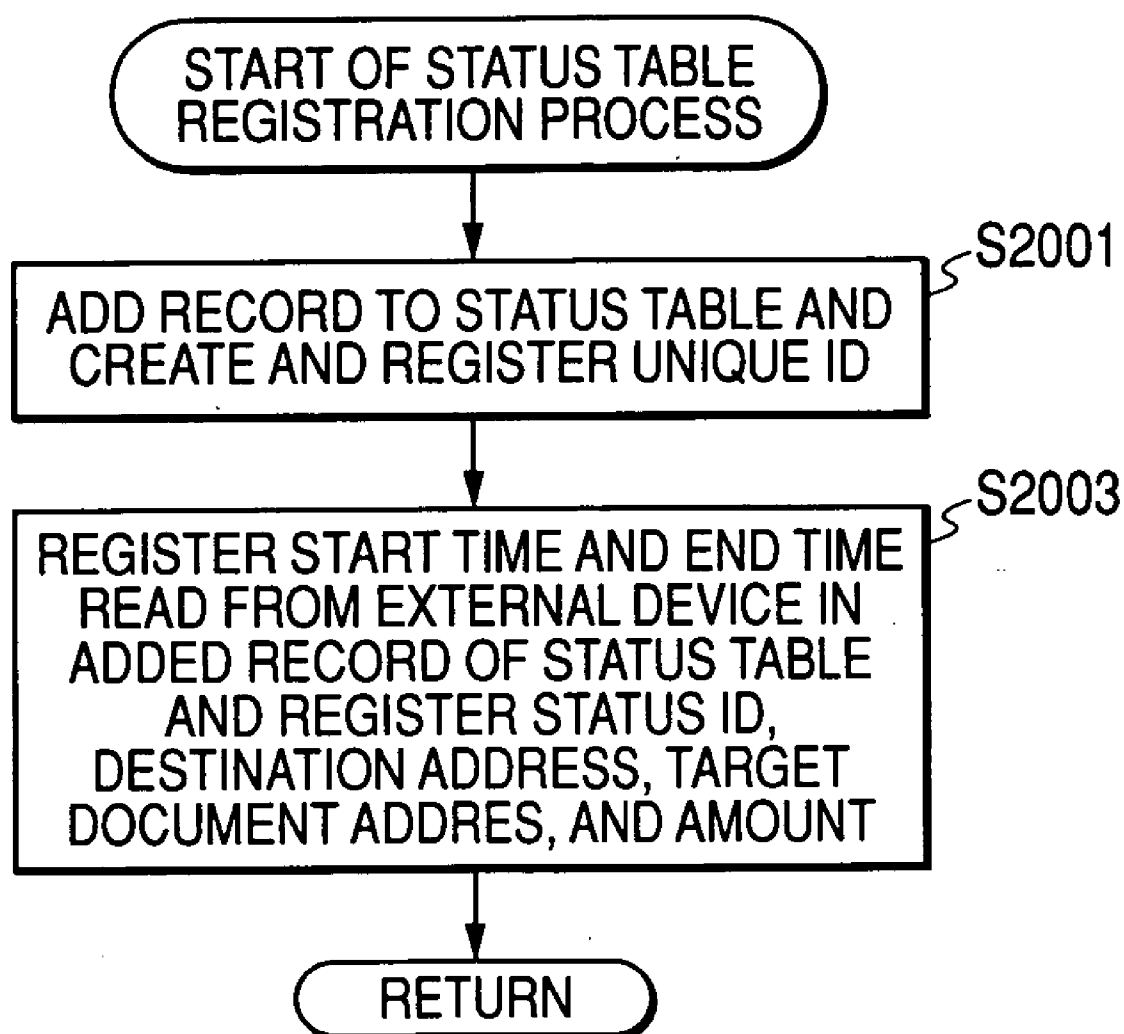 START OF STATUS TABLE
REGISTRATION PROCESS
S2001
ADD RECORD TO STATUS TABLE AND
CREATE AND REGISTER UNIQUE ID
S2003
REGISTER START TIME AND END TIME
READ FROM EXTERNAL DEVICE IN
ADDED RECORD OF STATUS TABLE
AND REGISTER STATUS ID,
DESTINATION ADDRESS, TARGET
DOCUMENT ADDRES, AND AMOUNT
RETURN